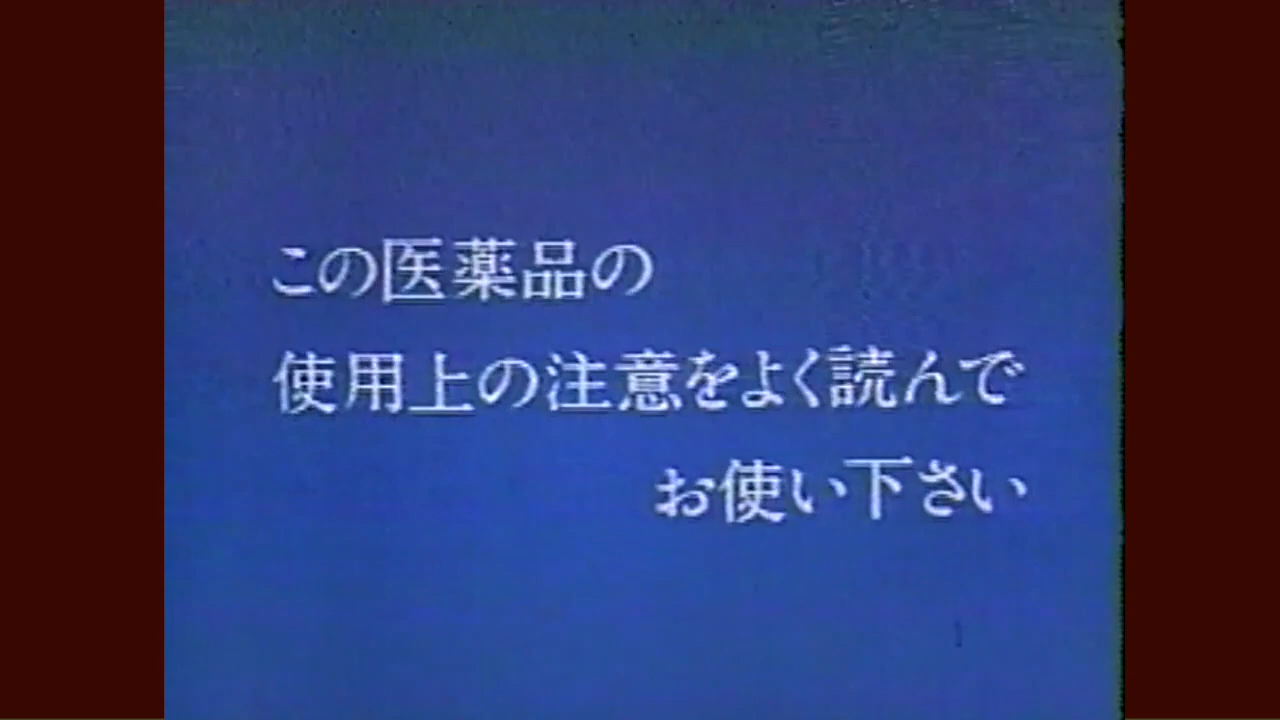 この医薬品の
使用上の注意をよく読んで
お使い下さい